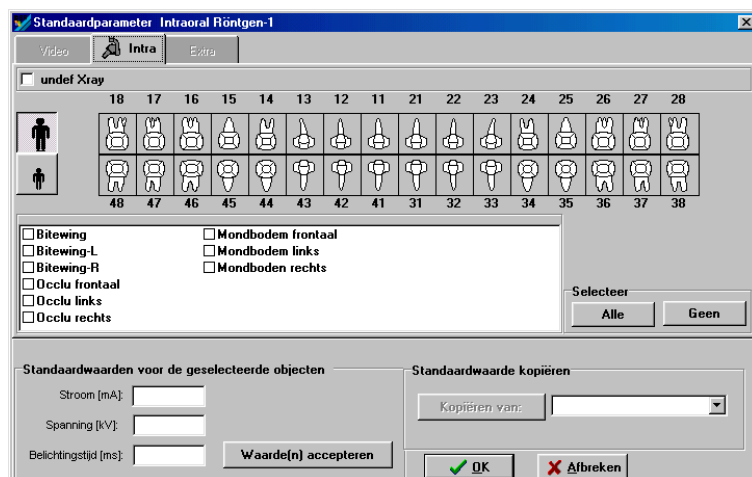 Standaardparameter Intraoral Röntgen-1
Video Intra Extra
undef Xray
18 17 16 15 14 13 12 11 21 22 23 24 25 26 27 28
48 47 46 45 44 43 42 41 31 32 33 34 35 36 37 38
Bitewing
Bitewing-L
Bitewing-R
Occlu frontaal
Occlu links
Occlu rechts
Mondbodem frontaal
Mondbodem links
Mondboden rechts
Selecteer
Alle Geen
Standaardwaarden voor de geselecteerde objecten
Stroom [mA]:
Spanning [kV]:
Belichtingstijd [ms]:
Waarde(n) accepteren
Standaardwaarde kopiëren
Kopiëren van:
OK Afbreken